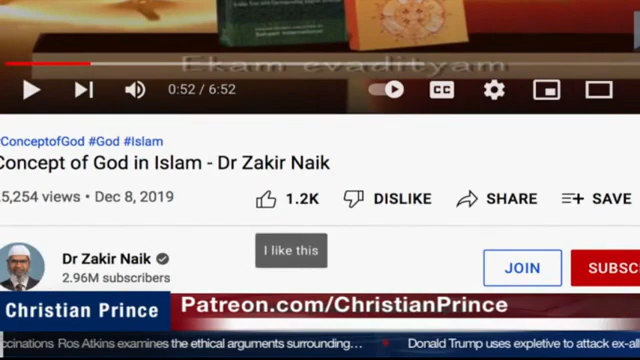 Ekam evadityam
0:52 / 6:52
CC
ConceptofGod #God #Islam
Concept of God in Islam - Dr Zakir Naik
5,254 views • Dec 8, 2019
1.2K
DISLIKE
SHARE
SAVE
I like this
Dr Zakir Naik
2.96M subscribers
JOIN
SUBSC
Christian Prince
Patreon.com/ChristianPrince
ccinations Ros Atkins examines the ethical arguments surrounding…
Donald Trump uses expletive to attack ex-all